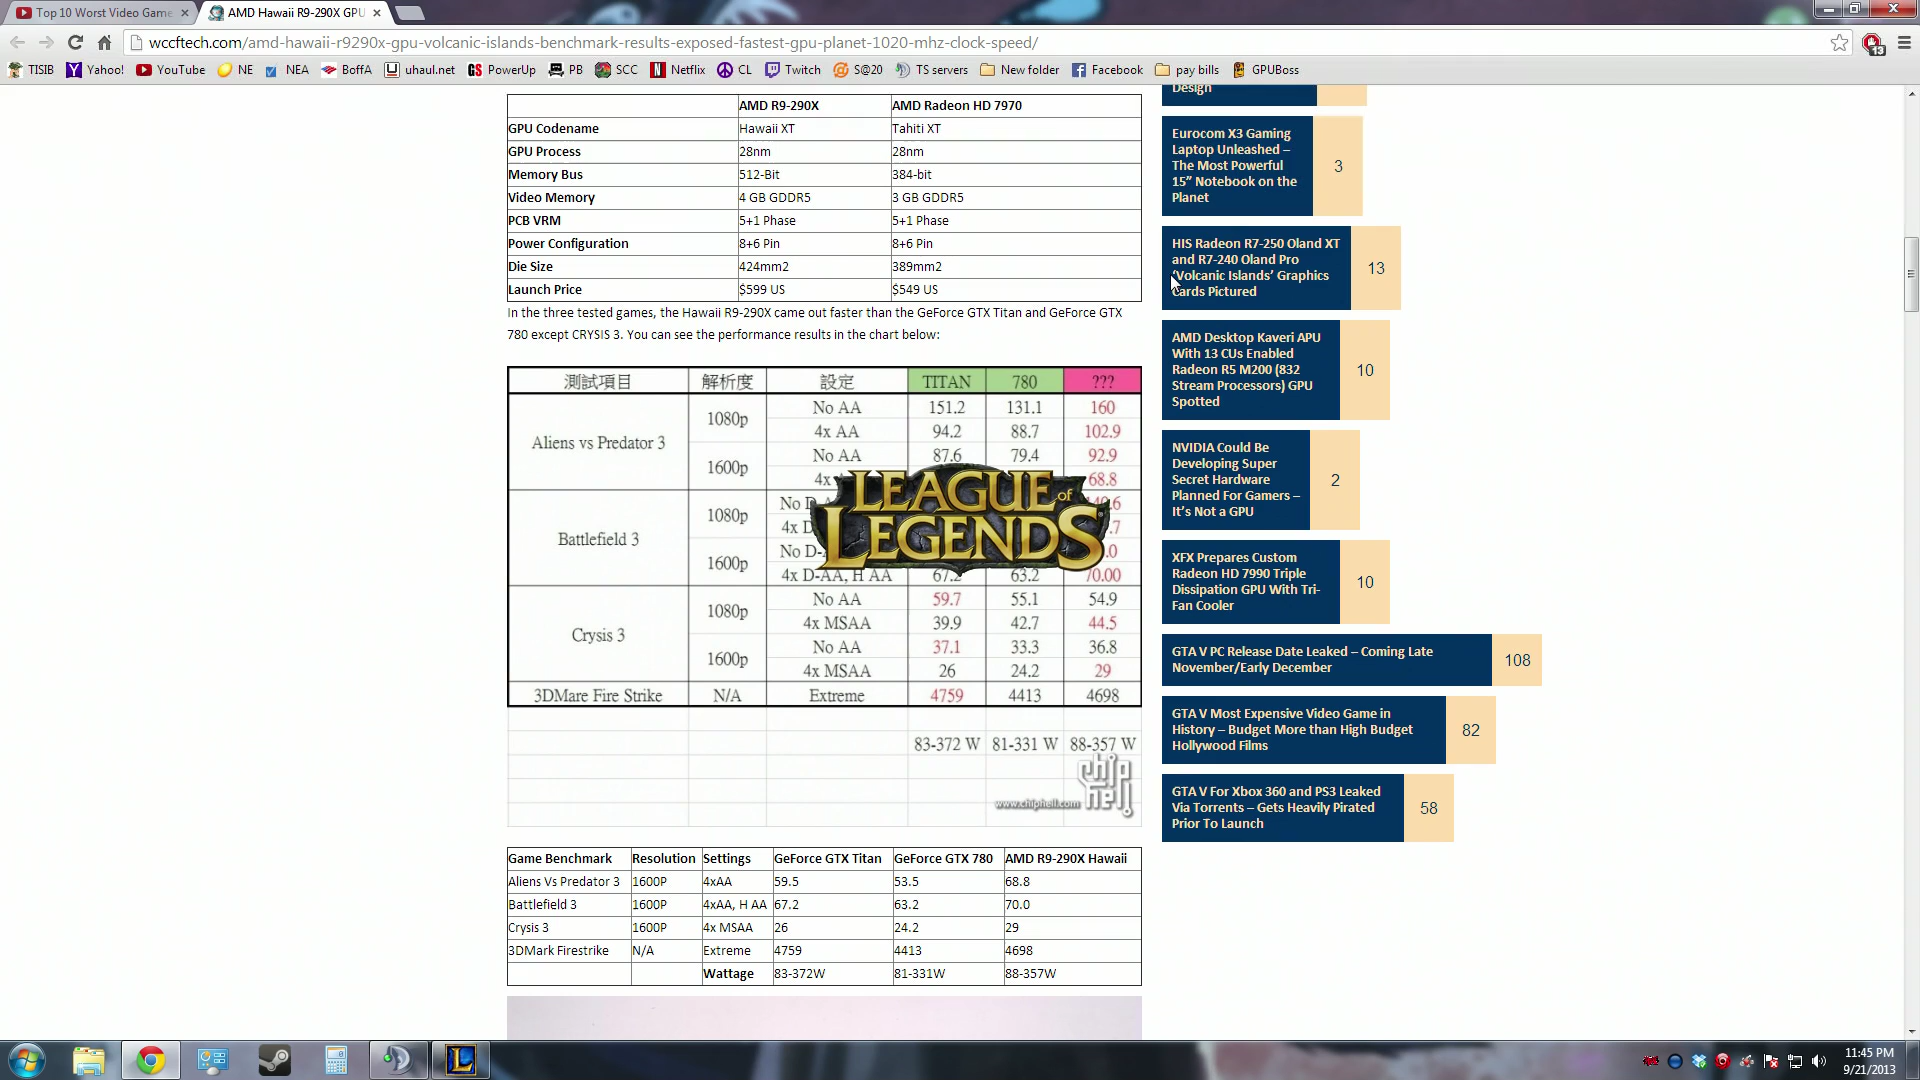 Top 10 Worst Video Game
AMD Hawaii R9-290X GPU
wccftech.com/amd-hawaii-r9290x-gpu-volcanic-islands-benchmark-results-exposed-fastest-gpu-planet-1020-mhz-clock-speed/
13
TISIB Yahoo! YouTube NE NEA BoffA uhaul.net PowerUp PB SCC Netflix CL Twitch S@20 TS servers New folder Facebook pay bills GPUBoss
AMD R9-290X AMD Radeon HD 7970
GPU Codename Hawaii XT Tahiti XT
GPU Process 28nm 28nm
Memory Bus 512-Bit 384-bit
Video Memory 4 GB GDDR5 3 GB GDDR5
PCB VRM 5+1 Phase 5+1 Phase
Power Configuration 8+6 Pin 8+6 Pin
Die Size 424mm2 389mm2
Launch Price $599 US $549 US
In the three tested games, the Hawaii R9-290X came out faster than the GeForce GTX Titan and GeForce GTX
780 except CRYSIS 3. You can see the performance results in the chart below:
測試項目 解析度 設定 TITAN 780 ???
Aliens vs Predator 3
1080p
No AA 151.2 131.1 160
4x AA 94.2 88.7 102.9
1600p
No AA 87.6 79.4 92.9
4x 68.8
LEAGUE of
LEGENDS
Battlefield 3
1080p
No D
4x D
1600p
No D-
4x D-AA, H AA 67.2 63.2 70.00
Crysis 3
1080p
No AA 59.7 55.1 54.9
4x MSAA 39.9 42.7 44.5
1600p
No AA 37.1 33.3 36.8
4x MSAA 26 24.2 29
3DMare Fire Strike N/A Extreme 4759 4413 4698
83-372 W 81-331 W 88-357 W
chip hell
www.chiphell.com
Game Benchmark Resolution Settings GeForce GTX Titan GeForce GTX 780 AMD R9-290X Hawaii
Aliens Vs Predator 3 1600P 4xAA 59.5 53.5 68.8
Battlefield 3 1600P 4xAA, H AA 67.2 63.2 70.0
Crysis 3 1600P 4x MSAA 26 24.2 29
3DMark Firestrike N/A Extreme 4759 4413 4698
Wattage 83-372W 81-331W 88-357W
Design
Eurocom X3 Gaming
Laptop Unleashed –
The Most Powerful
15” Notebook on the
Planet
3
HIS Radeon R7-250 Oland XT
and R7-240 Oland Pro
‘Volcanic Islands’ Graphics
Cards Pictured
13
AMD Desktop Kaveri APU
With 13 CUs Enabled
Radeon R5 M200 (832
Stream Processors) GPU
Spotted
10
NVIDIA Could Be
Developing Super
Secret Hardware
Planned For Gamers –
It’s Not a GPU
2
XFX Prepares Custom
Radeon HD 7990 Triple
Dissipation GPU With Tri-
Fan Cooler
10
GTA V PC Release Date Leaked – Coming Late
November/Early December
108
GTA V Most Expensive Video Game in
History – Budget More than High Budget
Hollywood Films
82
GTA V For Xbox 360 and PS3 Leaked
Via Torrents – Gets Heavily Pirated
Prior To Launch
58
11:45 PM
9/21/2013